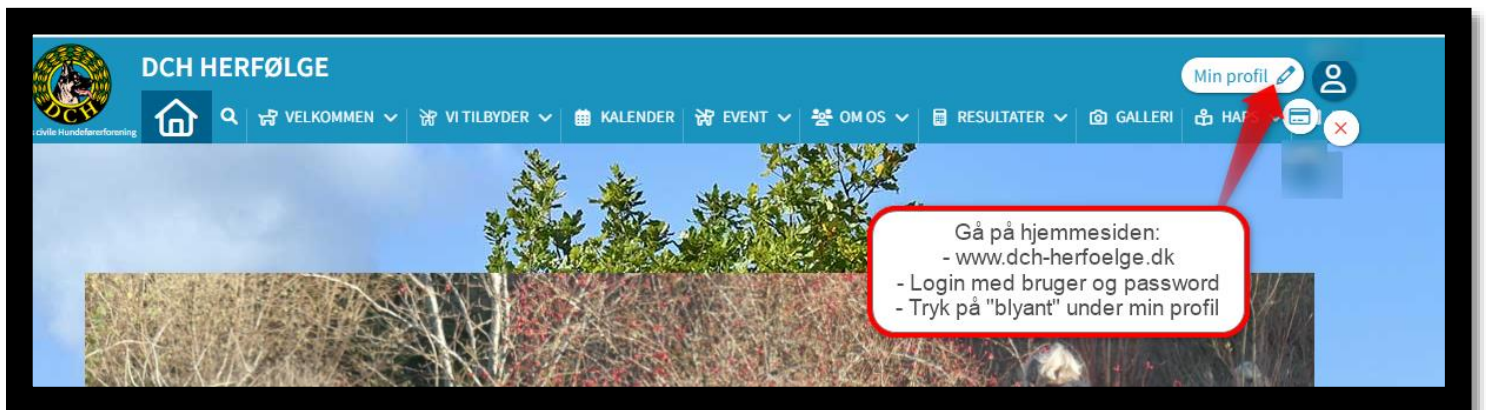 DCH HERFØLGE
Min profil
DCH
civile Hundeførerforening
VELKOMMEN
VI TILBYDER
KALENDER
EVENT
OM OS
RESULTATER
GALLERI
Gå på hjemmesiden:
- www.dch-herfoelge.dk
- Login med bruger og password
- Tryk på "blyant" under min profil